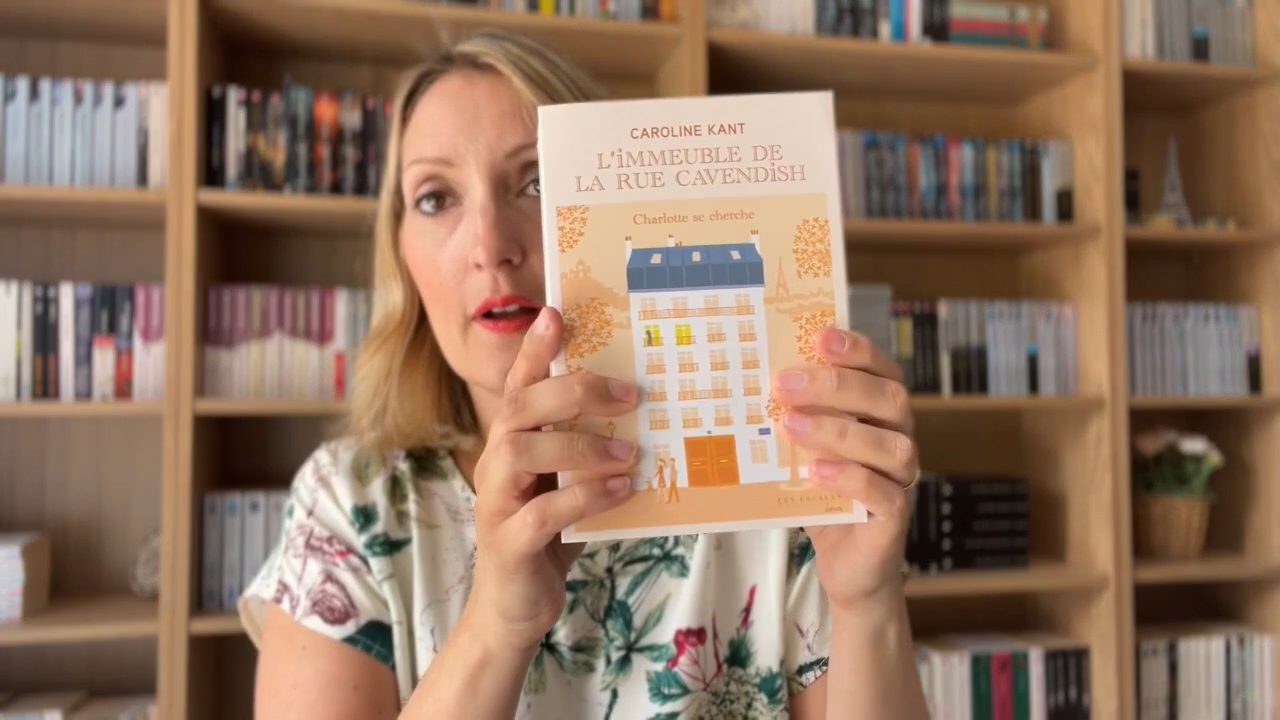 CAROLINE KANT
L'iMMEUBLE DE
LA RUE CAVENDiSH
Charlotte se cherche